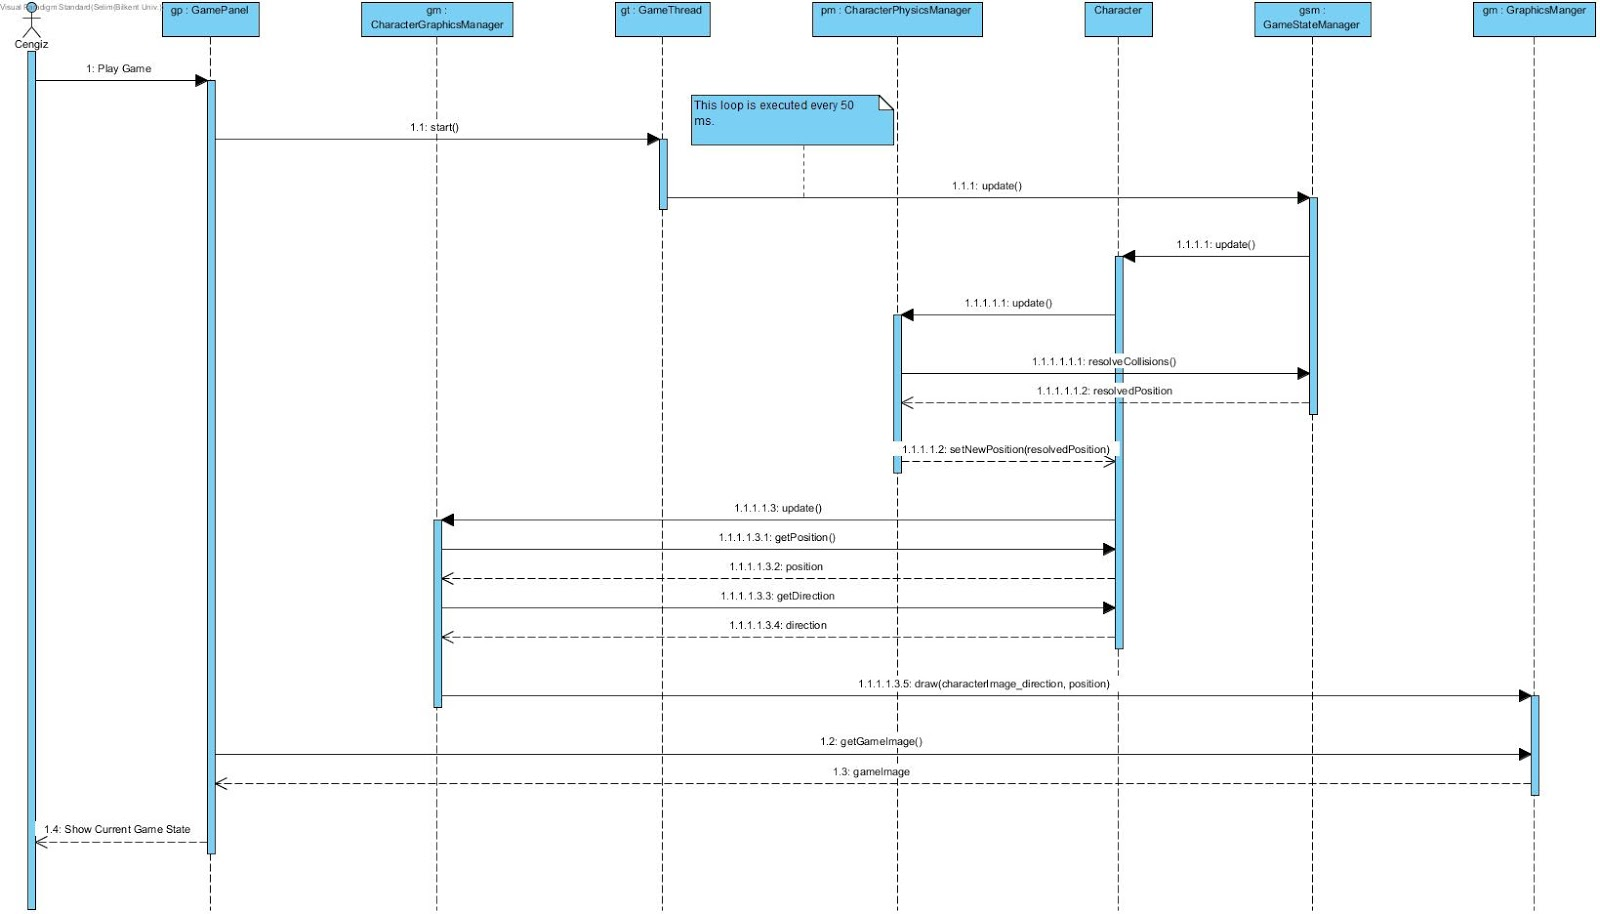 Visual Paradigm Standard(Selim(Bilkent Univ.
Cengiz
gp : GamePanel
gm :
CharacterGraphicsManager
gt : GameThread
pm : CharacterPhysicsManager
Character
gsm :
GameStateManager
gm : GraphicsManger
1: Play Game
This loop is executed every 50
ms.
1.1: start()
1.1.1: update()
1.1.1.1: update()
1.1.1.1.1: update()
1.1.1.1.1.1: resolveCollisions()
1.1.1.1.1.2: resolvedPosition
1.1.1.1.2: setNewPosition(resolvedPosition)
1.1.1.1.3: update()
1.1.1.1.3.1: getPosition()
1.1.1.1.3.2: position
1.1.1.1.3.3: getDirection
1.1.1.1.3.4: direction
1.1.1.1.3.5: draw(characterImage_direction, position)
1.2: getGameImage()
1.3: gameImage
1.4: Show Current Game State